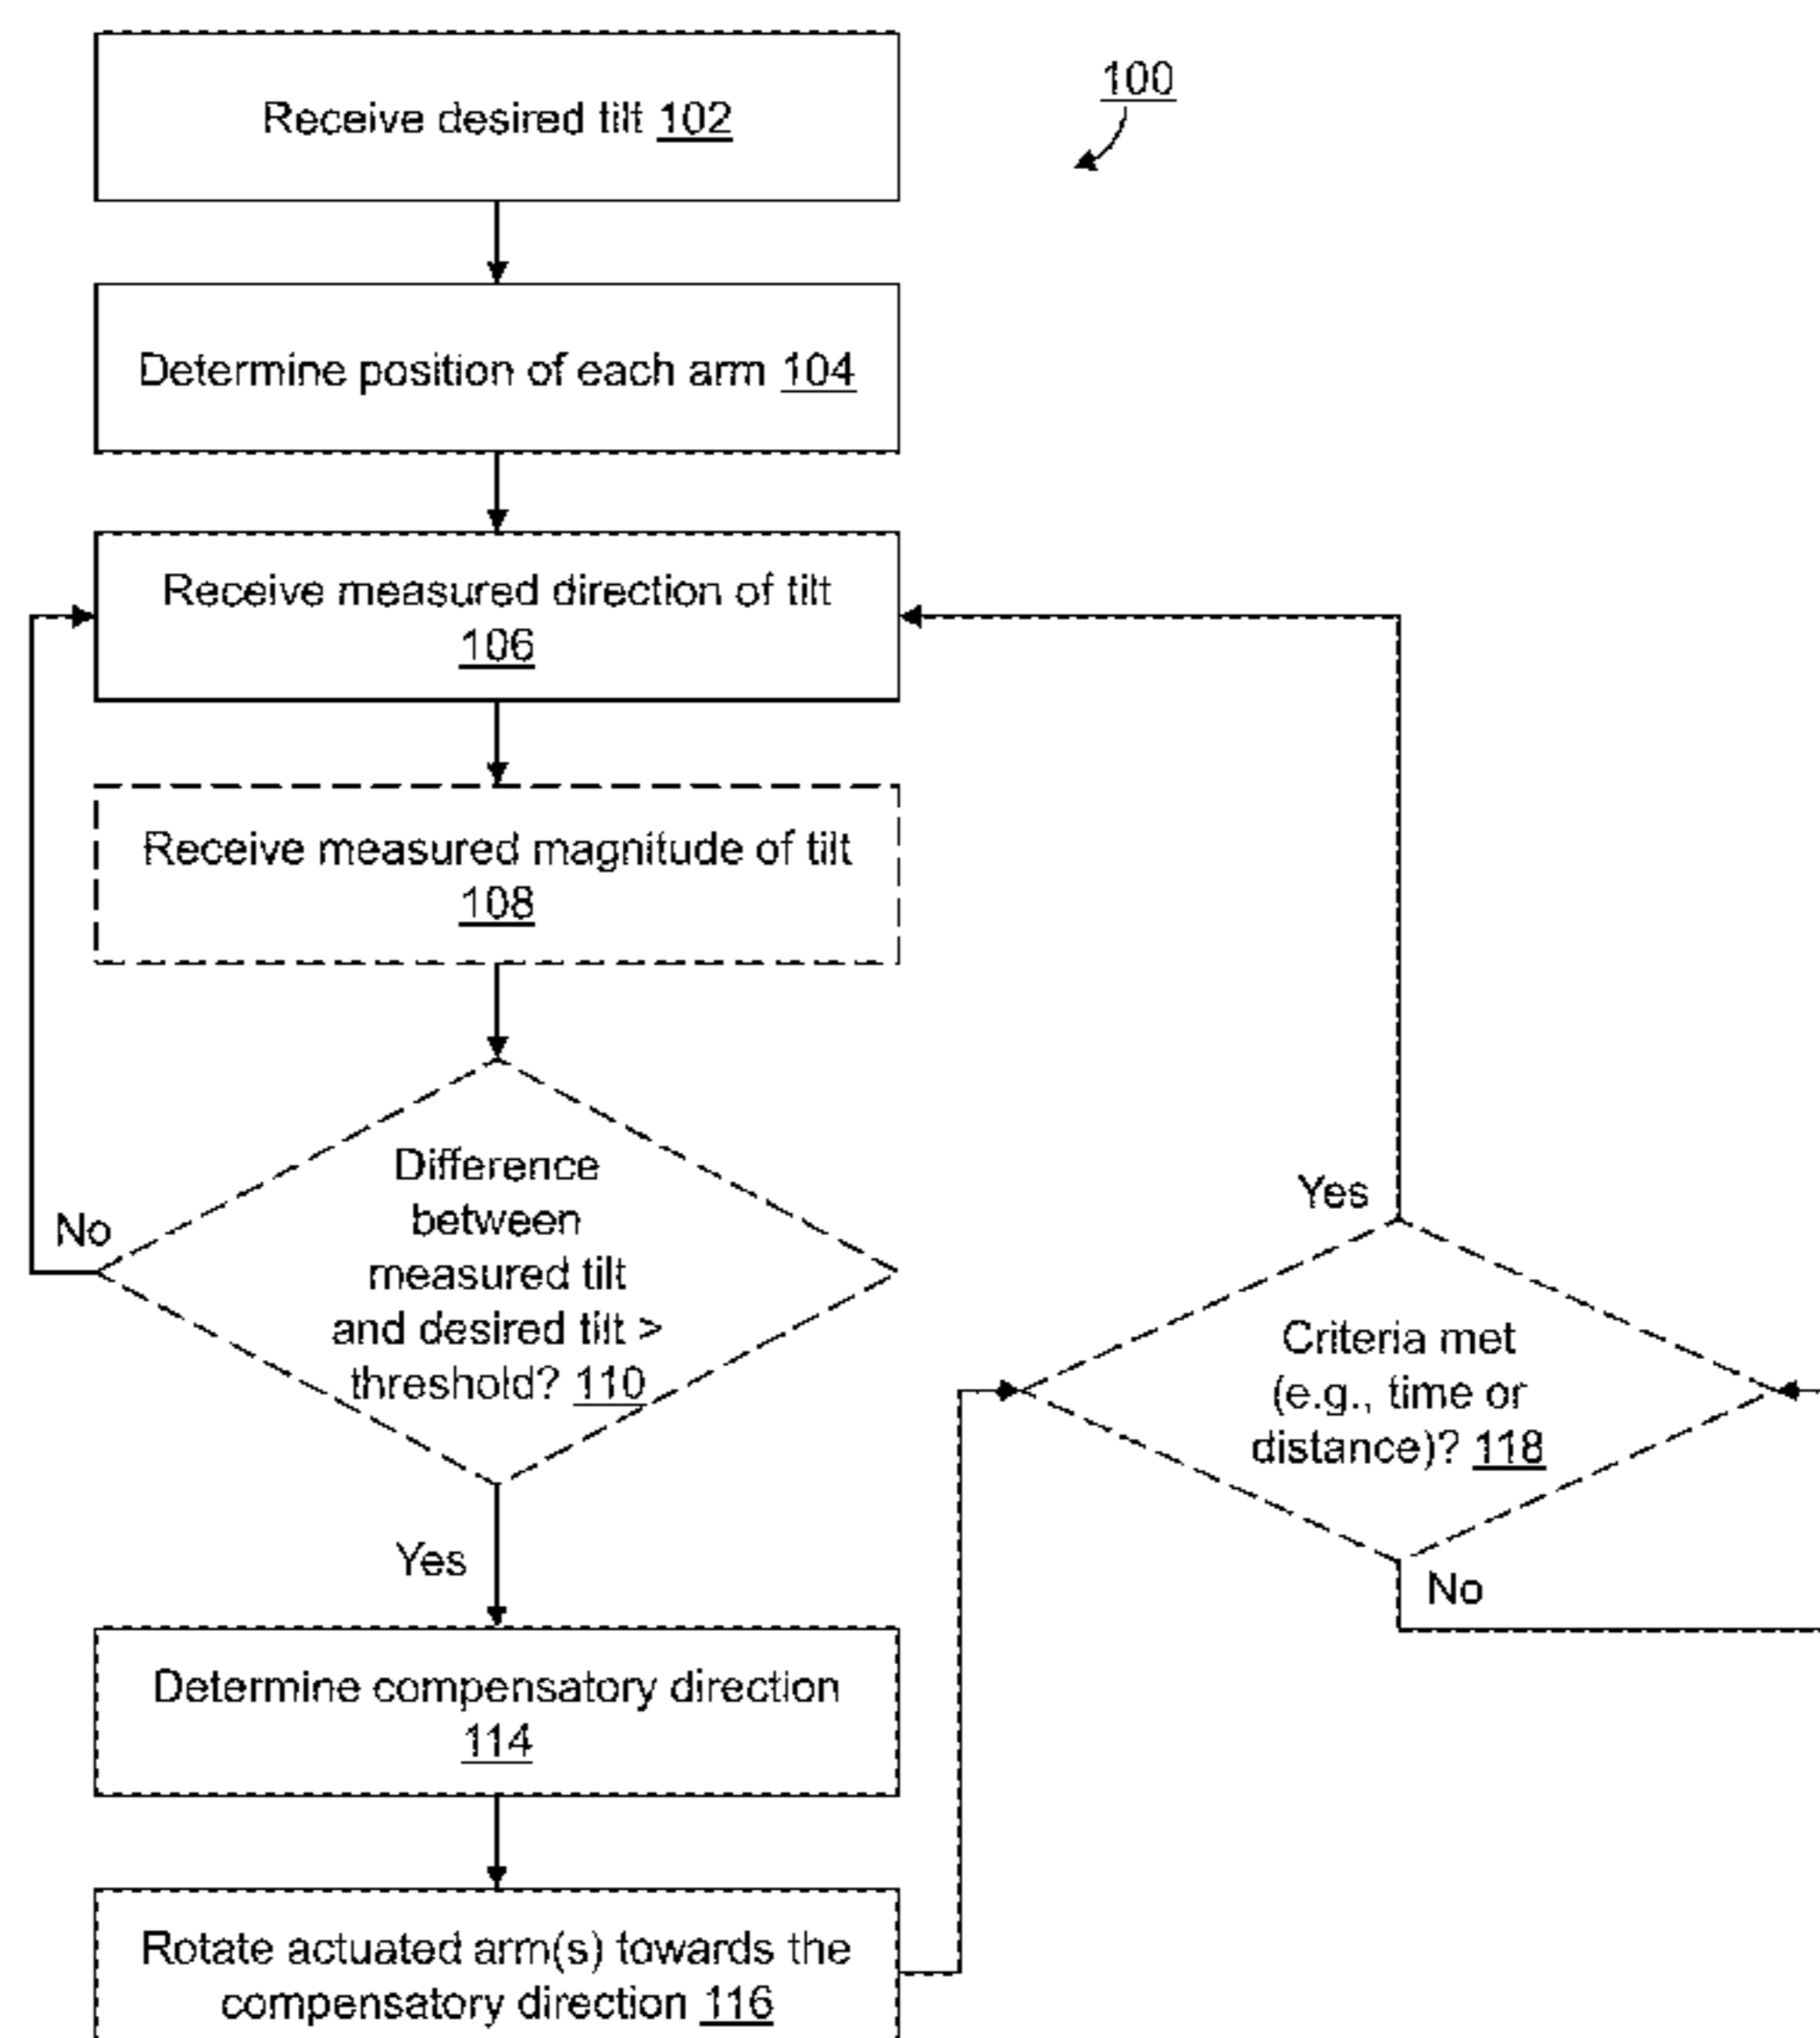 Receive desired tilt 102
100
Determine position of each arm 104
Receive measured direction of tilt
106
Receive measured magnitude of tilt
108
Difference
between
measured tilt
and desired tilt >
threshold? 110
No
Yes
Determine compensatory direction
114
Rotate actuated arm(s) towards the
compensatory direction 116
Yes
Criteria met
(e.g., time or
distance)? 118
No